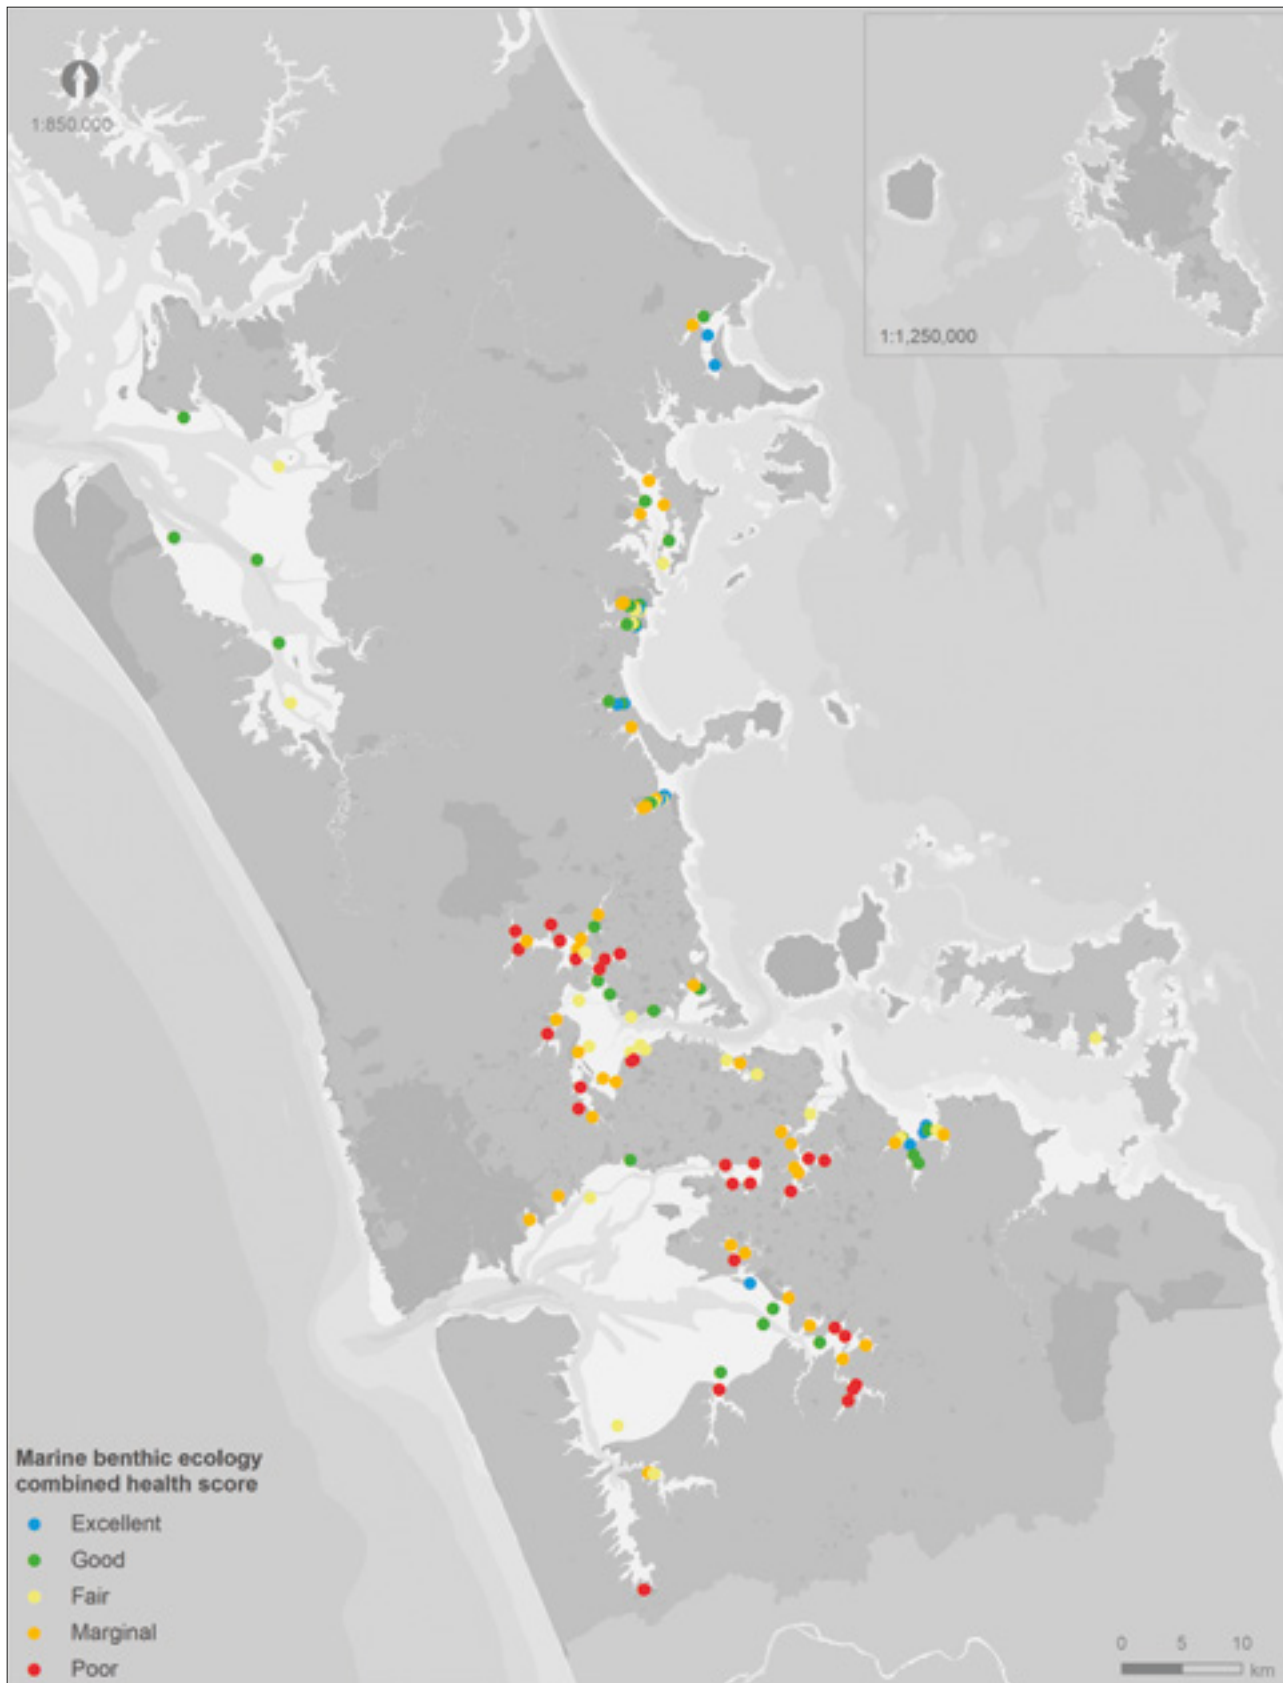 1:850,000
1:1,250,000
Marine benthic ecology
combined health score
Excellent
Good
Fair
Marginal
Poor
0 5 10
km